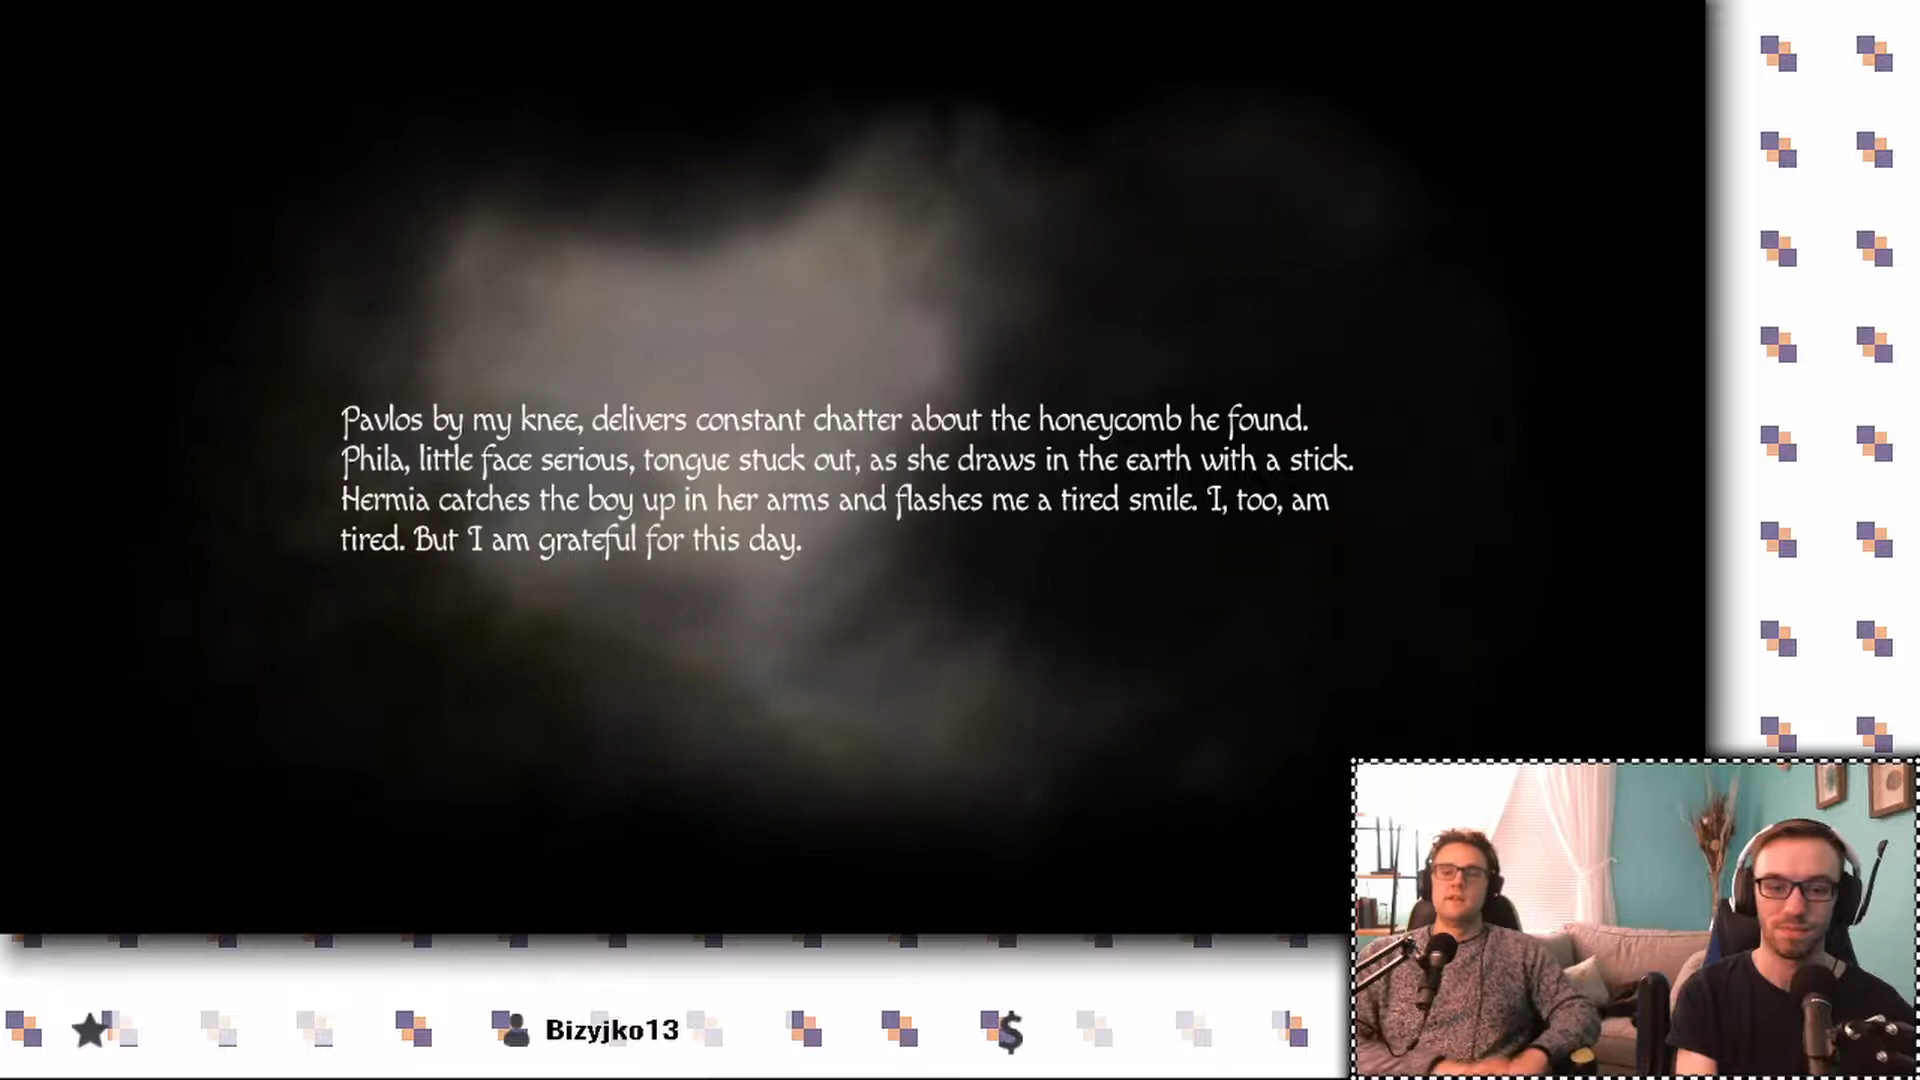 Pavlos by my knee, delivers constant chatter about the honeycomb he found.
Phila, little face serious, tongue stuck out, as she draws in the earth with a stick.
Hermia catches the boy up in her arms and flashes me a tired smile. I, too, am
tired. But I am grateful for this day.
Bizyjko13
$